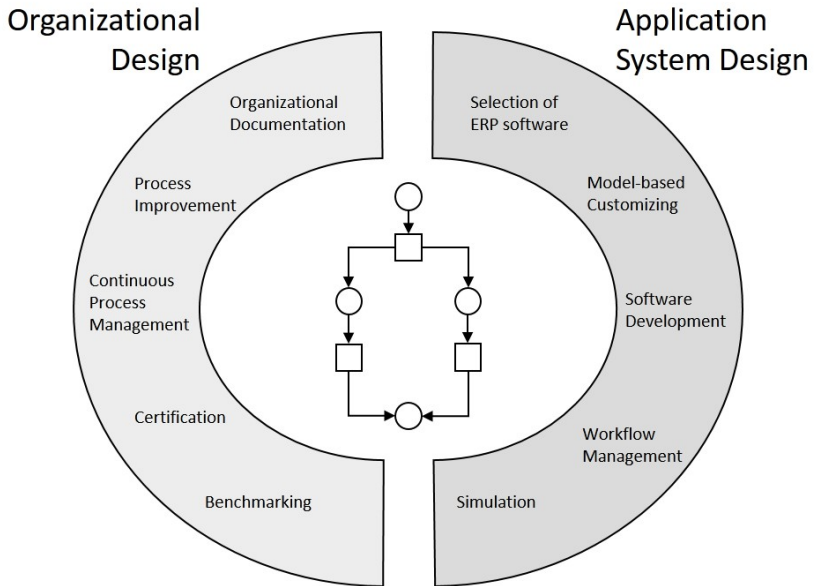 Organizational
Design
Organizational
Documentation
Process
Improvement
Continuous
Process
Management
Certification
Benchmarking
Application
System Design
Selection of
ERP software
Model-based
Customizing
Software
Development
Workflow
Management
Simulation